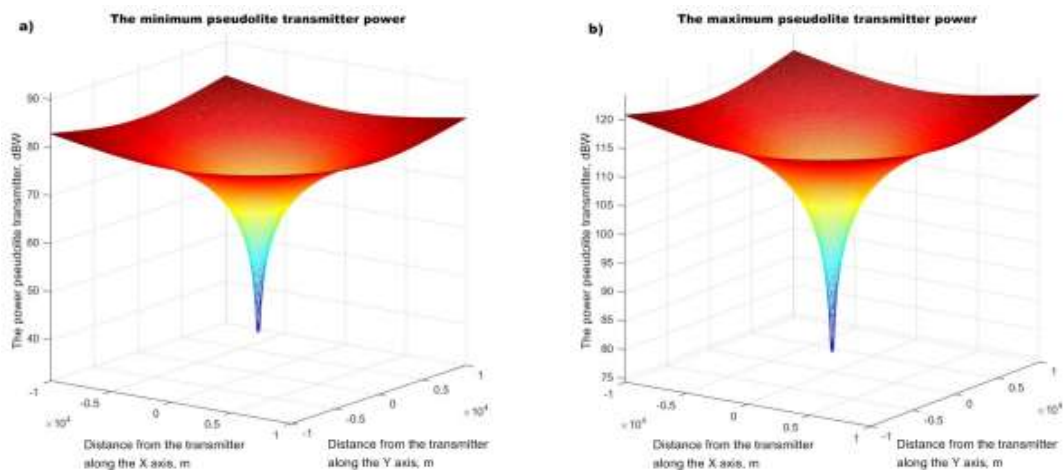 a)
The minimum pseudolite transmitter power
The power pseudolite transmitter, dBW
90
80
70
60
50
40
-1
-0.5
0
0.5
1
×10⁴
Distance from the transmitter
along the X axis, m
-1
-0.5
0
0.5
1
×10⁴
Distance from the transmitter
along the Y axis, m
b)
The maximum pseudolite transmitter power
The power pseudolite transmitter, dBW
120
115
110
105
100
95
90
85
80
75
-1
-0.5
0
0.5
1
×10⁴
Distance from the transmitter
along the X axis, m
-1
-0.5
0
0.5
1
×10⁴
Distance from the transmitter
along the Y axis, m